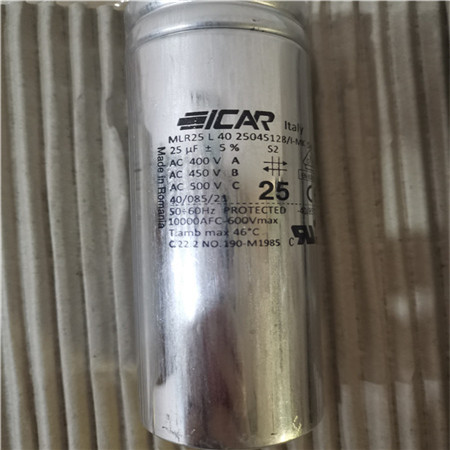 ICAR Italy
MLR25 L 40 25045128/I-MK
25 µF ± 5 % S2
AC 400 V A
AC 450 V B
AC 500 V C 25
40/085/21
50÷60Hz PROTECTED
10000AFC-600Vmax
Tamb max 46°C
C.22.2 NO.190-M1985 C
Made in Romania